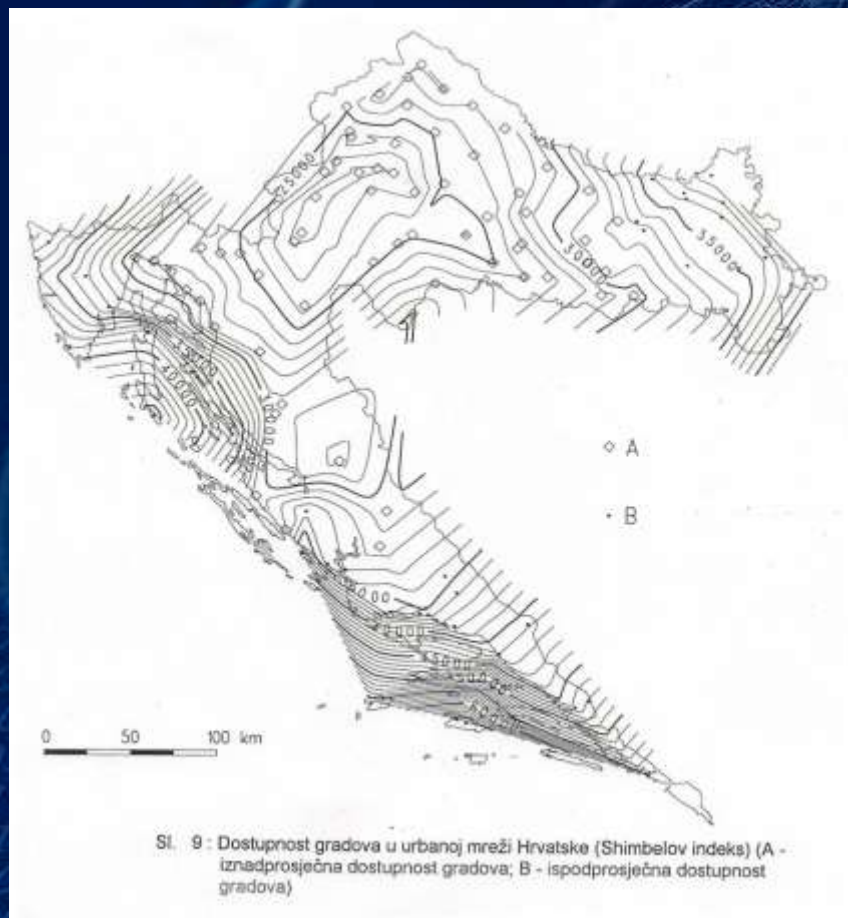 25000
30000
35000
30000
A
B
0 50 100 km
Sl. 9 : Dostupnost gradova u urbanoj mreži Hrvatske (Shimbelov indeks) (A -
iznadprosječna dostupnost gradova; B - ispodprosječna dostupnost
gradova)